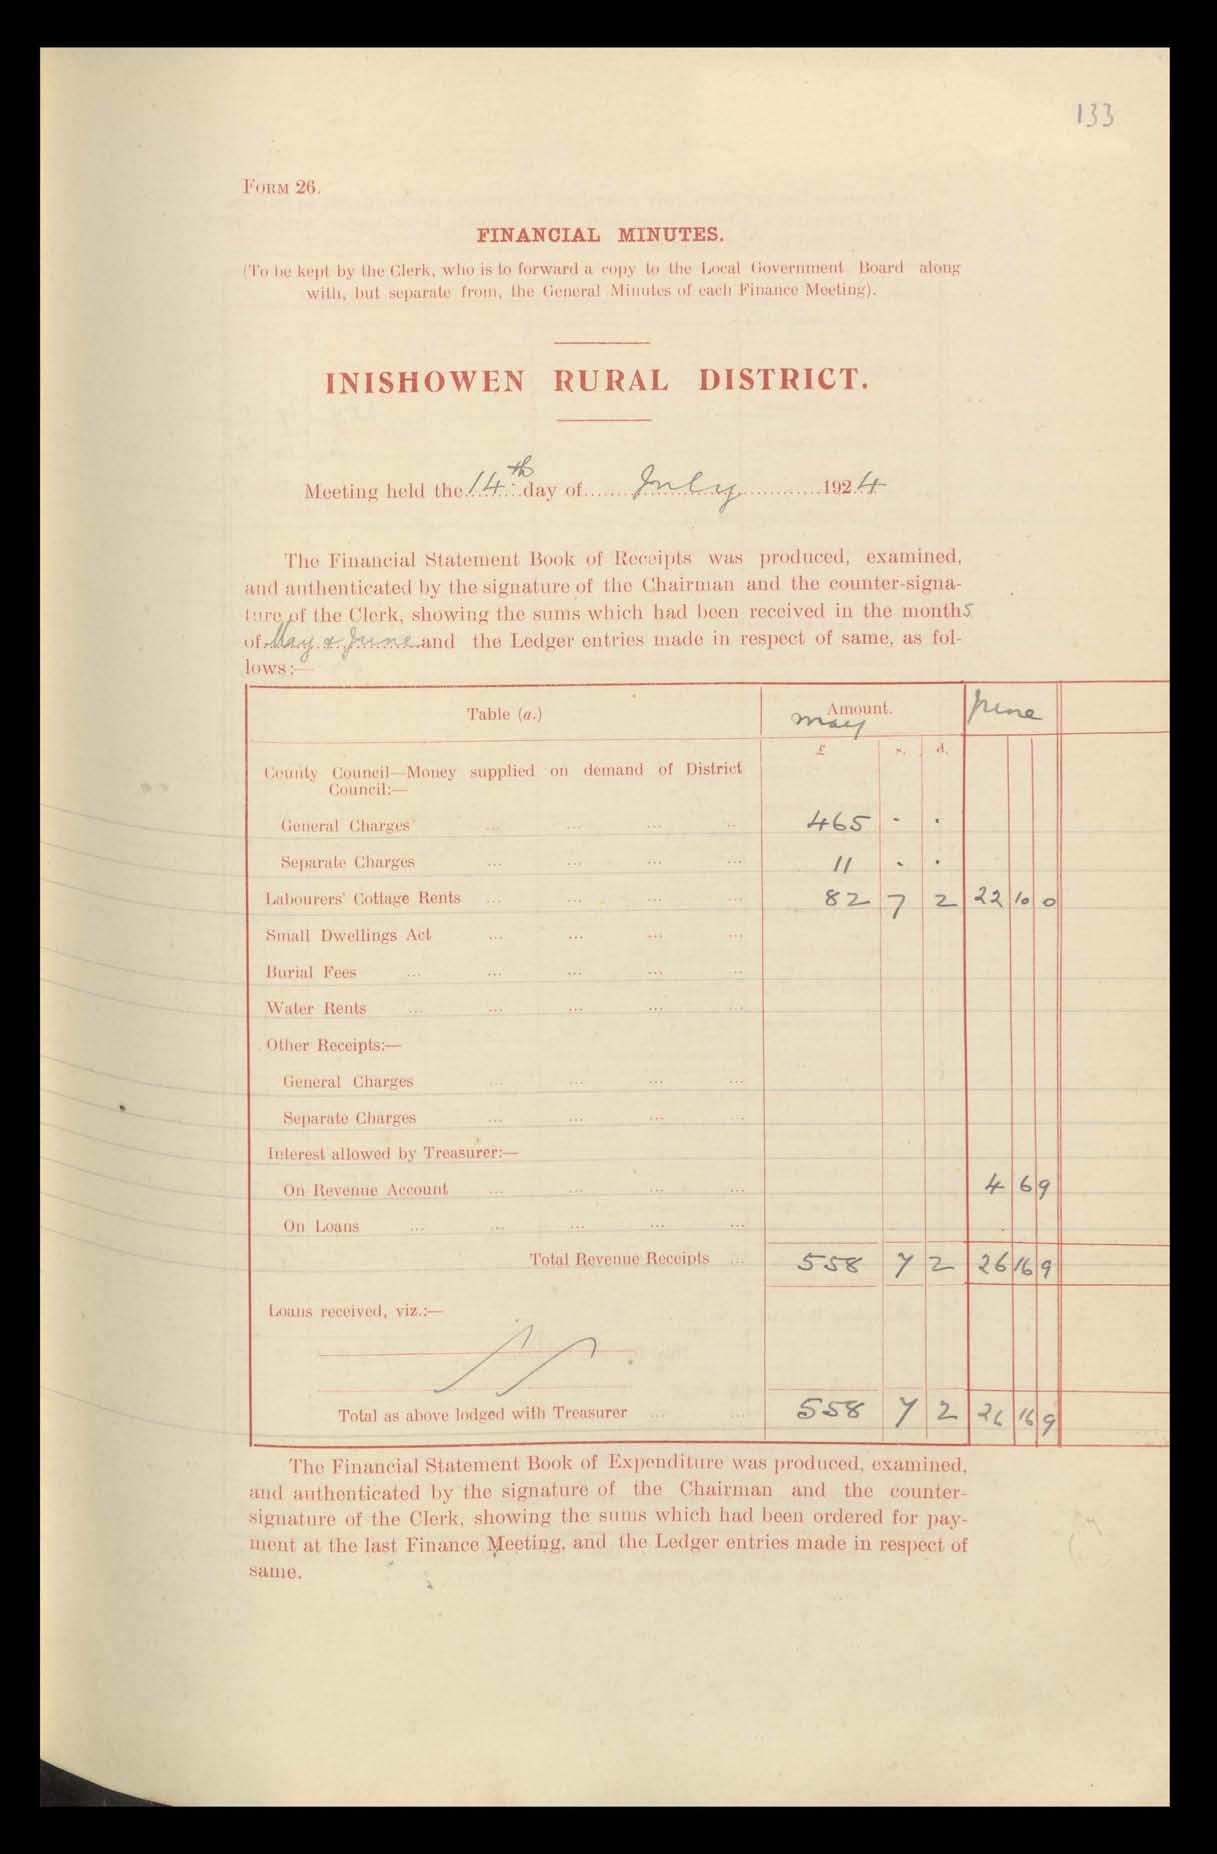 133
FORM 26.
FINANCIAL MINUTES.
(To be kept by the Clerk, who is to forward a copy to the Local Government Board along
with, but separate from, the General Minutes of each Finance Meeting).
INISHOWEN RURAL DISTRICT.
Meeting held the 14th day of July 1924
The Financial Statement Book of Receipts was produced, examined,
and authenticated by the signature of the Chairman and the counter-signa-
ture of the Clerk, showing the sums which had been received in the months
of May & June and the Ledger entries made in respect of same, as fol-
lows:—
Table (a.) Amount. May June
£ s. d.
County Council—Money supplied on demand of District
Council:—
General Charges ... ... ... ... 465 - .
Separate Charges ... ... ... ... 11 - .
Labourers' Cottage Rents ... ... ... ... 82 7 2 22 10 0
Small Dwellings Act ... ... ... ...
Burial Fees ... ... ... ... ...
Water Rents ... ... ... ... ...
Other Receipts:—
General Charges ... ... ... ...
Separate Charges ... ... ... ...
Interest allowed by Treasurer:—
On Revenue Account ... ... ... ... 4 6 9
On Loans ... ... ... ... ...
Total Revenue Receipts ... 558 7 2 26 16 9
Loans received, viz.:—
Total as above lodged with Treasurer ... ... 558 7 2 26 16 9
The Financial Statement Book of Expenditure was produced, examined,
and authenticated by the signature of the Chairman and the counter-
signature of the Clerk, showing the sums which had been ordered for pay-
ment at the last Finance Meeting, and the Ledger entries made in respect of
same.